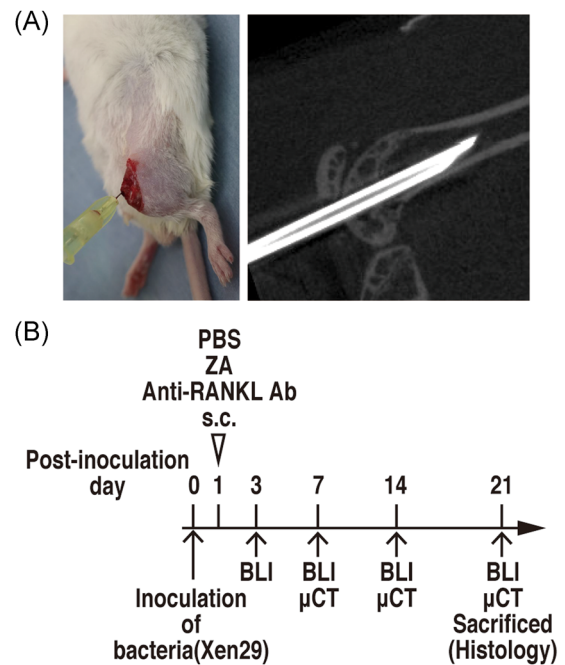 (A)
(B)
PBS
ZA
Anti-RANKL Ab
s.c.
Post-inoculation
day
0 1 3 7 14 21
BLI BLI BLI BLI
µCT µCT µCT
Inoculation
of
bacteria(Xen29)
Sacrificed
(Histology)